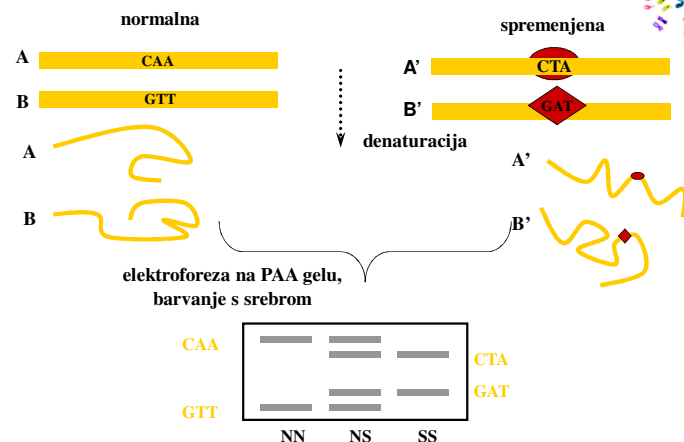 normalna
spremenjena
A
CAA
A’
CTA
B
GTT
B’
GAT
denaturacija
A
A’
B
B’
elektroforeza na PAA gelu,
barvanje s srebrom
CAA
CTA
GAT
GTT
NN NS SS